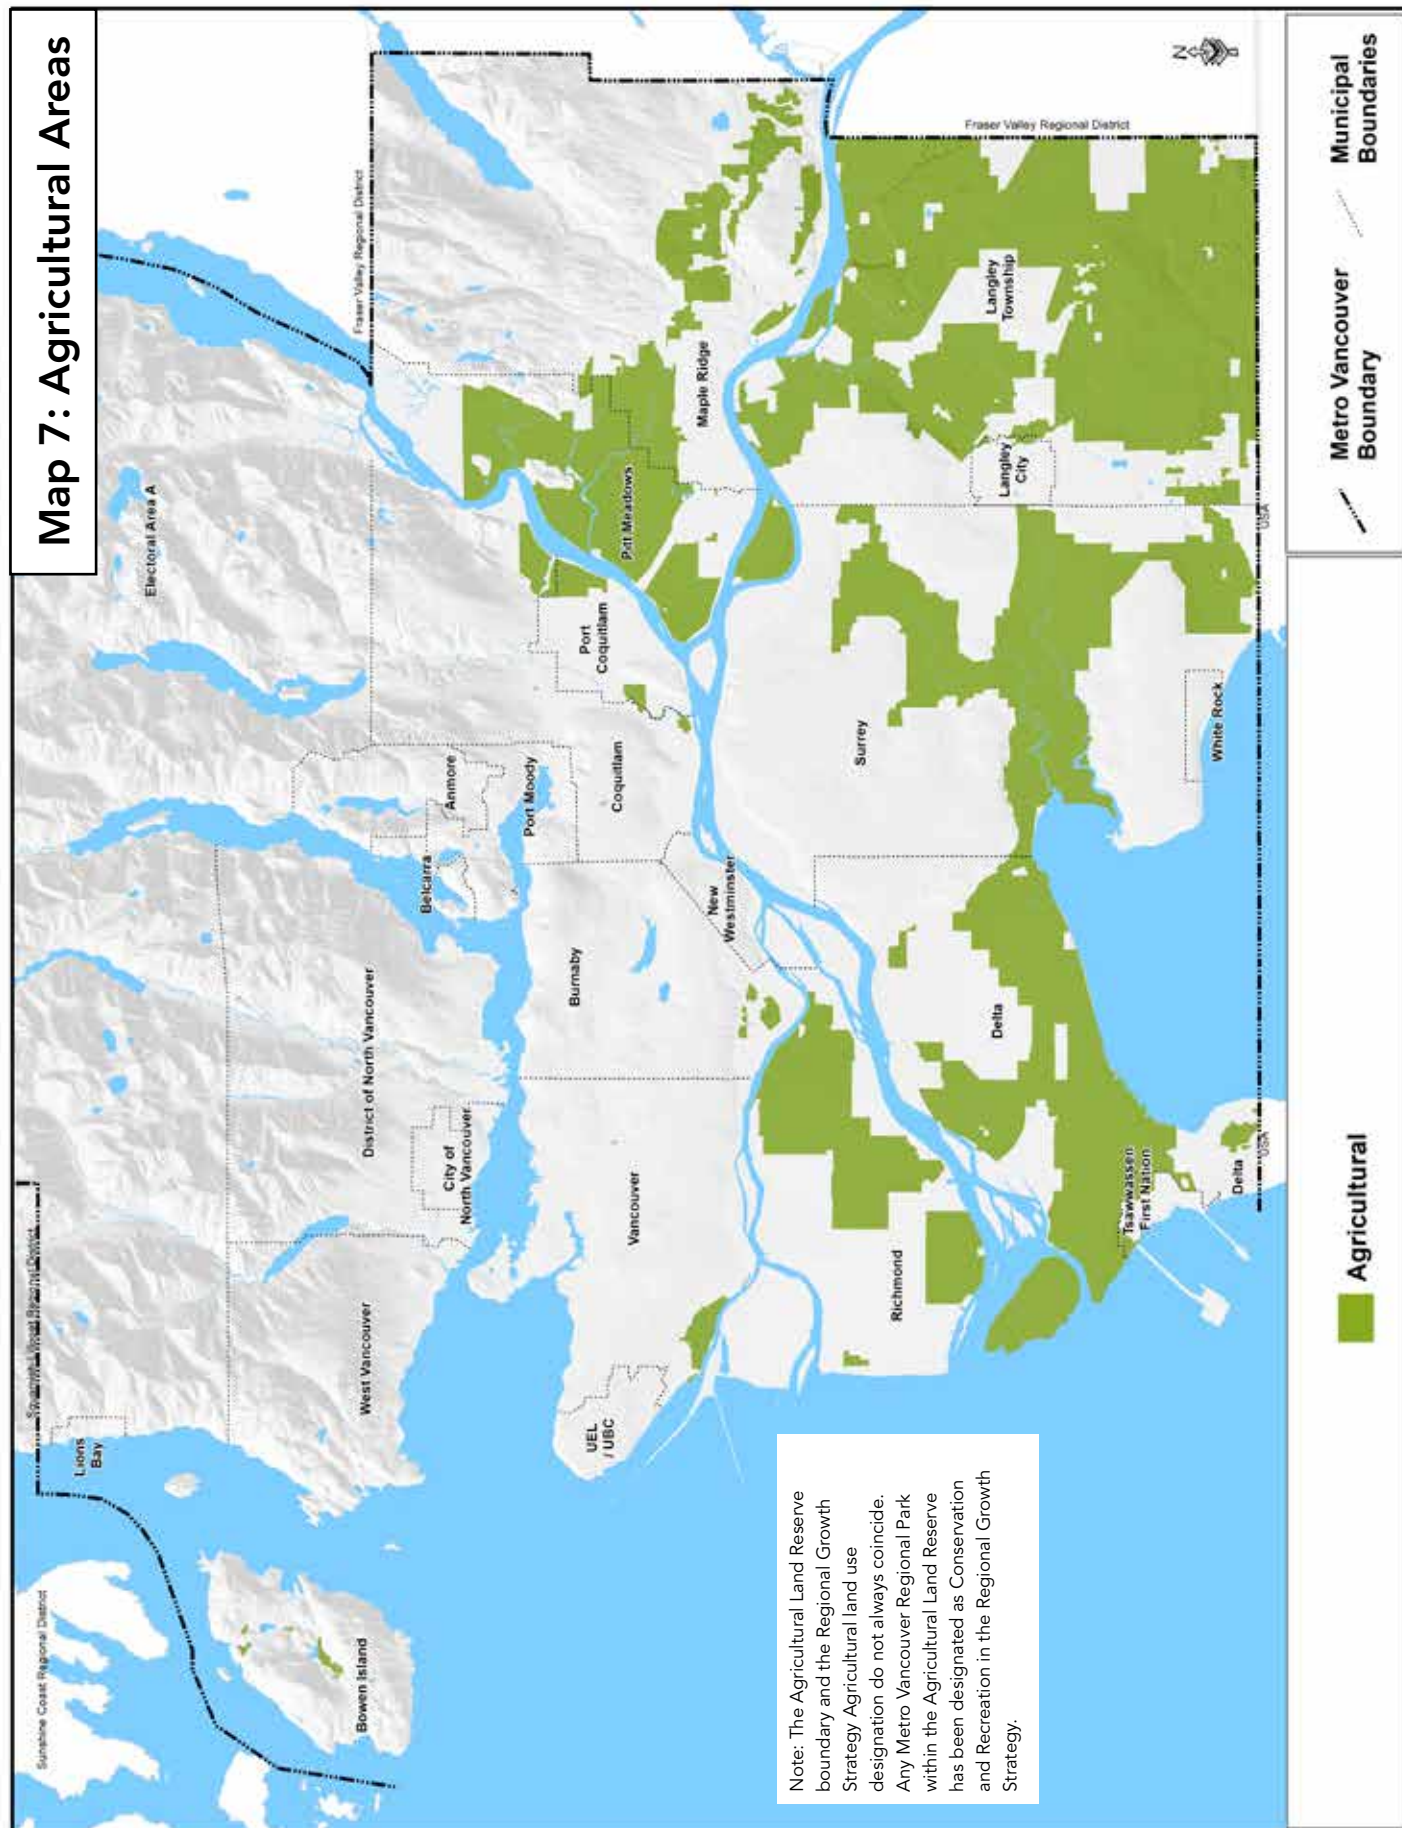 Map 7: Agricultural Areas
Squamish-Lillooet Regional District
Sunshine Coast Regional District
Lions
Bay
Electoral Area A
Fraser Valley Regional District
Bowen Island
West Vancouver
District of North Vancouver
City of
North Vancouver
Belcarra
Anmore
Port Moody
UEL
/ UBC
Vancouver
Burnaby
Coquitlam
Port
Coquitlam
Pitt Meadows
Maple Ridge
New
Westminster
Fraser Valley Regional District
Richmond
Surrey
Delta
Langley
Township
Langley
City
Tsawwassen
First Nation
White Rock
Delta
USA
USA
N
Note: The Agricultural Land Reserve
boundary and the Regional Growth
Strategy Agricultural land use
designation do not always coincide.
Any Metro Vancouver Regional Park
within the Agricultural Land Reserve
has been designated as Conservation
and Recreation in the Regional Growth
Strategy.
Agricultural
Metro Vancouver
Boundary
Municipal
Boundaries